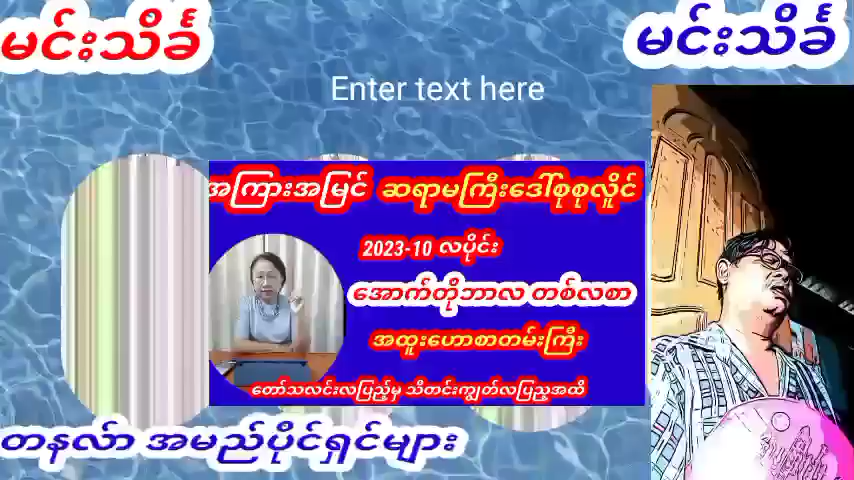 မင်းသိင်္ခ
မင်းသိင်္ခ
Enter text here
အကြားအမြင် ဆရာမကြီးဒေါ်စုစုလှိုင်
2023-10 လပိုင်း
အောက်တိုဘာလ တစ်လစာ
အထူးဟောစာတမ်းကြီး
တော်သလင်းလပြည့်မှ သီတင်းကျွတ်လပြည့်အထိ
တနင်္လာ အမည်ပိုင်ရှင်များ